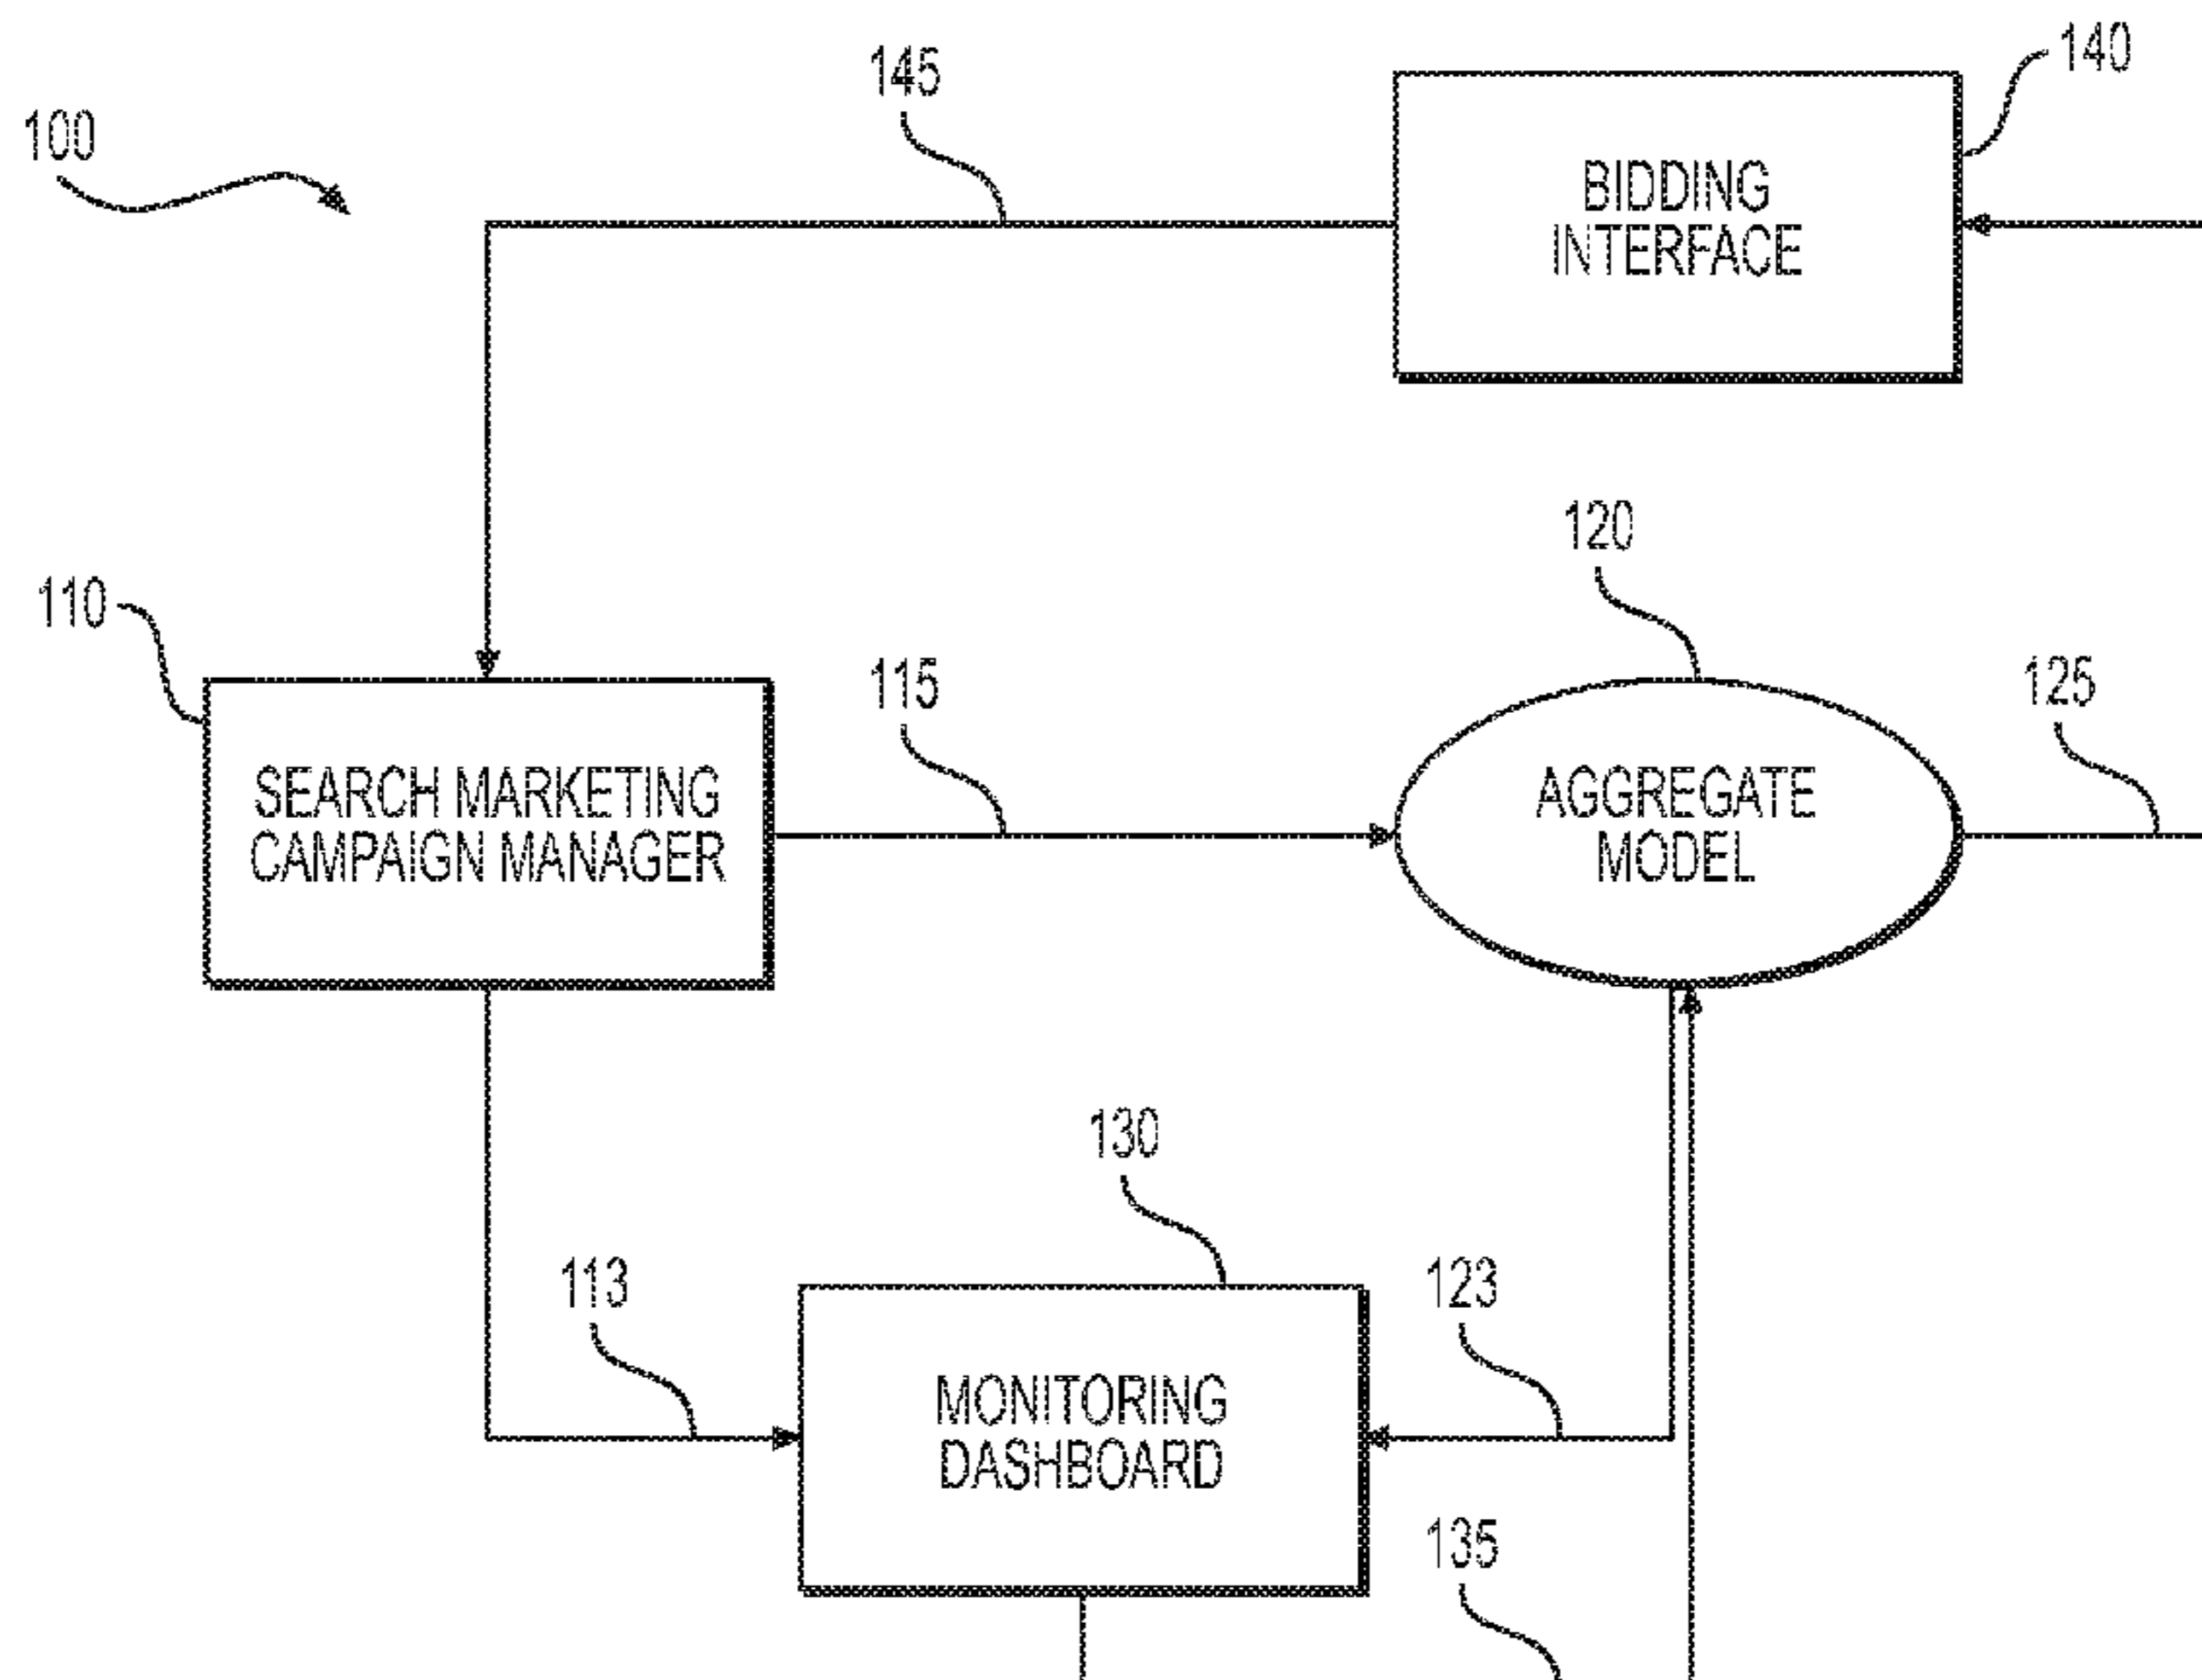 140
145
100
BIDDING
INTERFACE
120
110
115
125
SEARCH MARKETING
CAMPAIGN MANAGER
AGGREGATE
MODEL
130
113
123
MONITORING
DASHBOARD
135